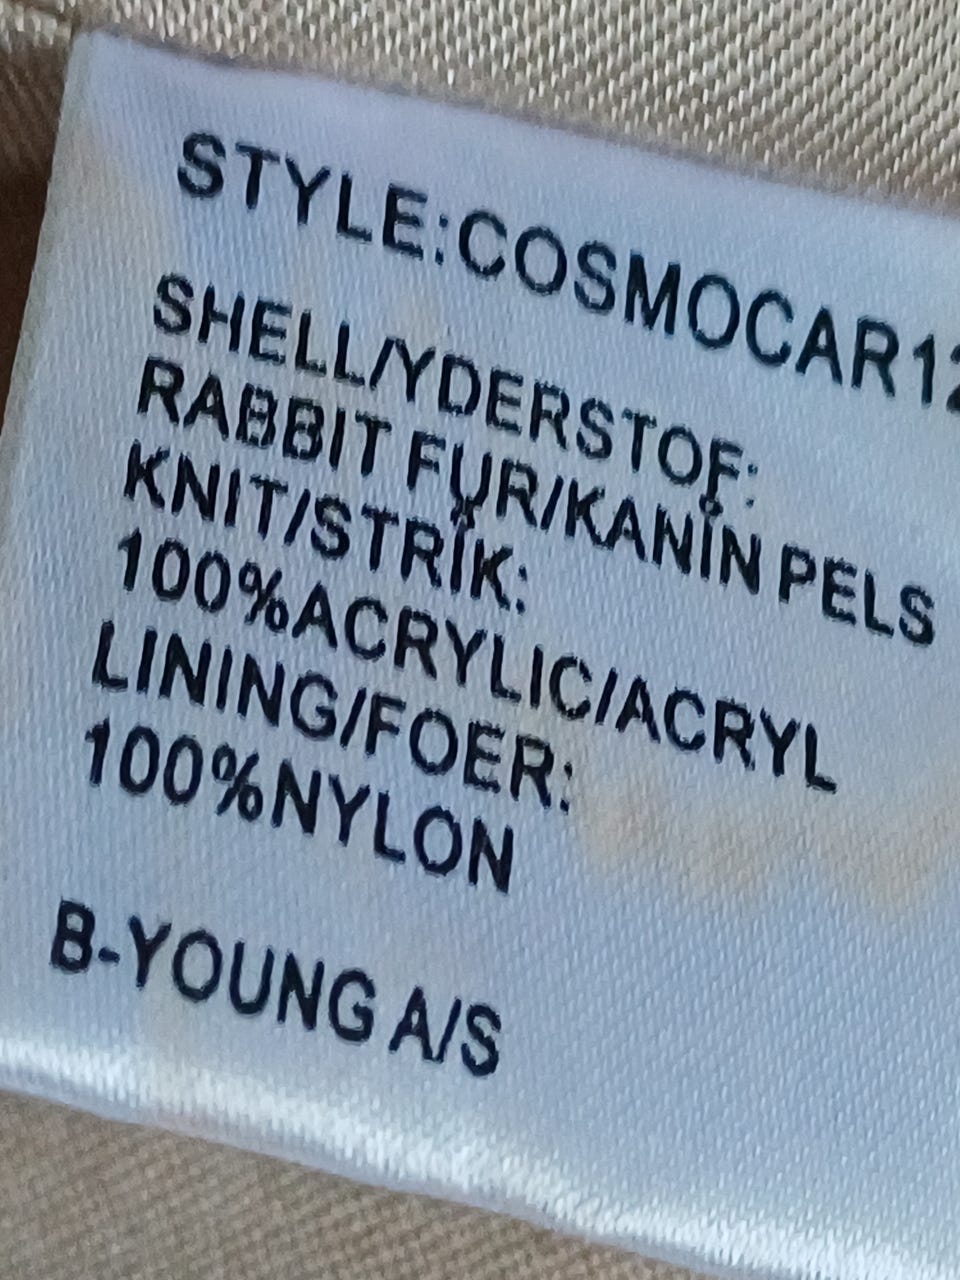 STYLE:COSMOCAR12
SHELL/YDERSTOF:
RABBIT FUR/KANIN PELS
KNIT/STRIK:
100%ACRYLIC/ACRYL
LINING/FOER:
100%NYLON
B-YOUNG A/S